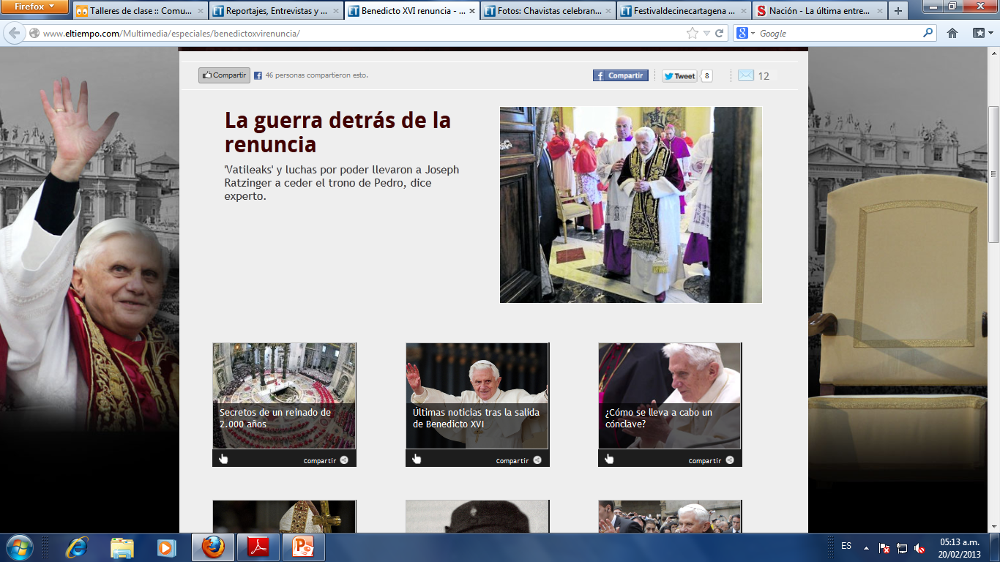 Firefox
Talleres de clase :: Comu...
Reportajes, Entrevistas y ...
Benedicto XVI renuncia - ...
Fotos: Chavistas celebran...
Festivaldecinecartagena ...
Nación - La última entre...
www.eltiempo.com/Multimedia/especiales/benedictoxvirenuncia/
Google
Compartir
46 personas compartieron esto.
Compartir
Tweet
8
12
La guerra detrás de la
renuncia
'Vatileaks' y luchas por poder llevaron a Joseph
Ratzinger a ceder el trono de Pedro, dice
experto.
Secretos de un reinado de
2.000 años
Compartir
Últimas noticias tras la salida
de Benedicto XVI
Compartir
¿Cómo se lleva a cabo un
cónclave?
Compartir
ES
05:13 a.m.
20/02/2013